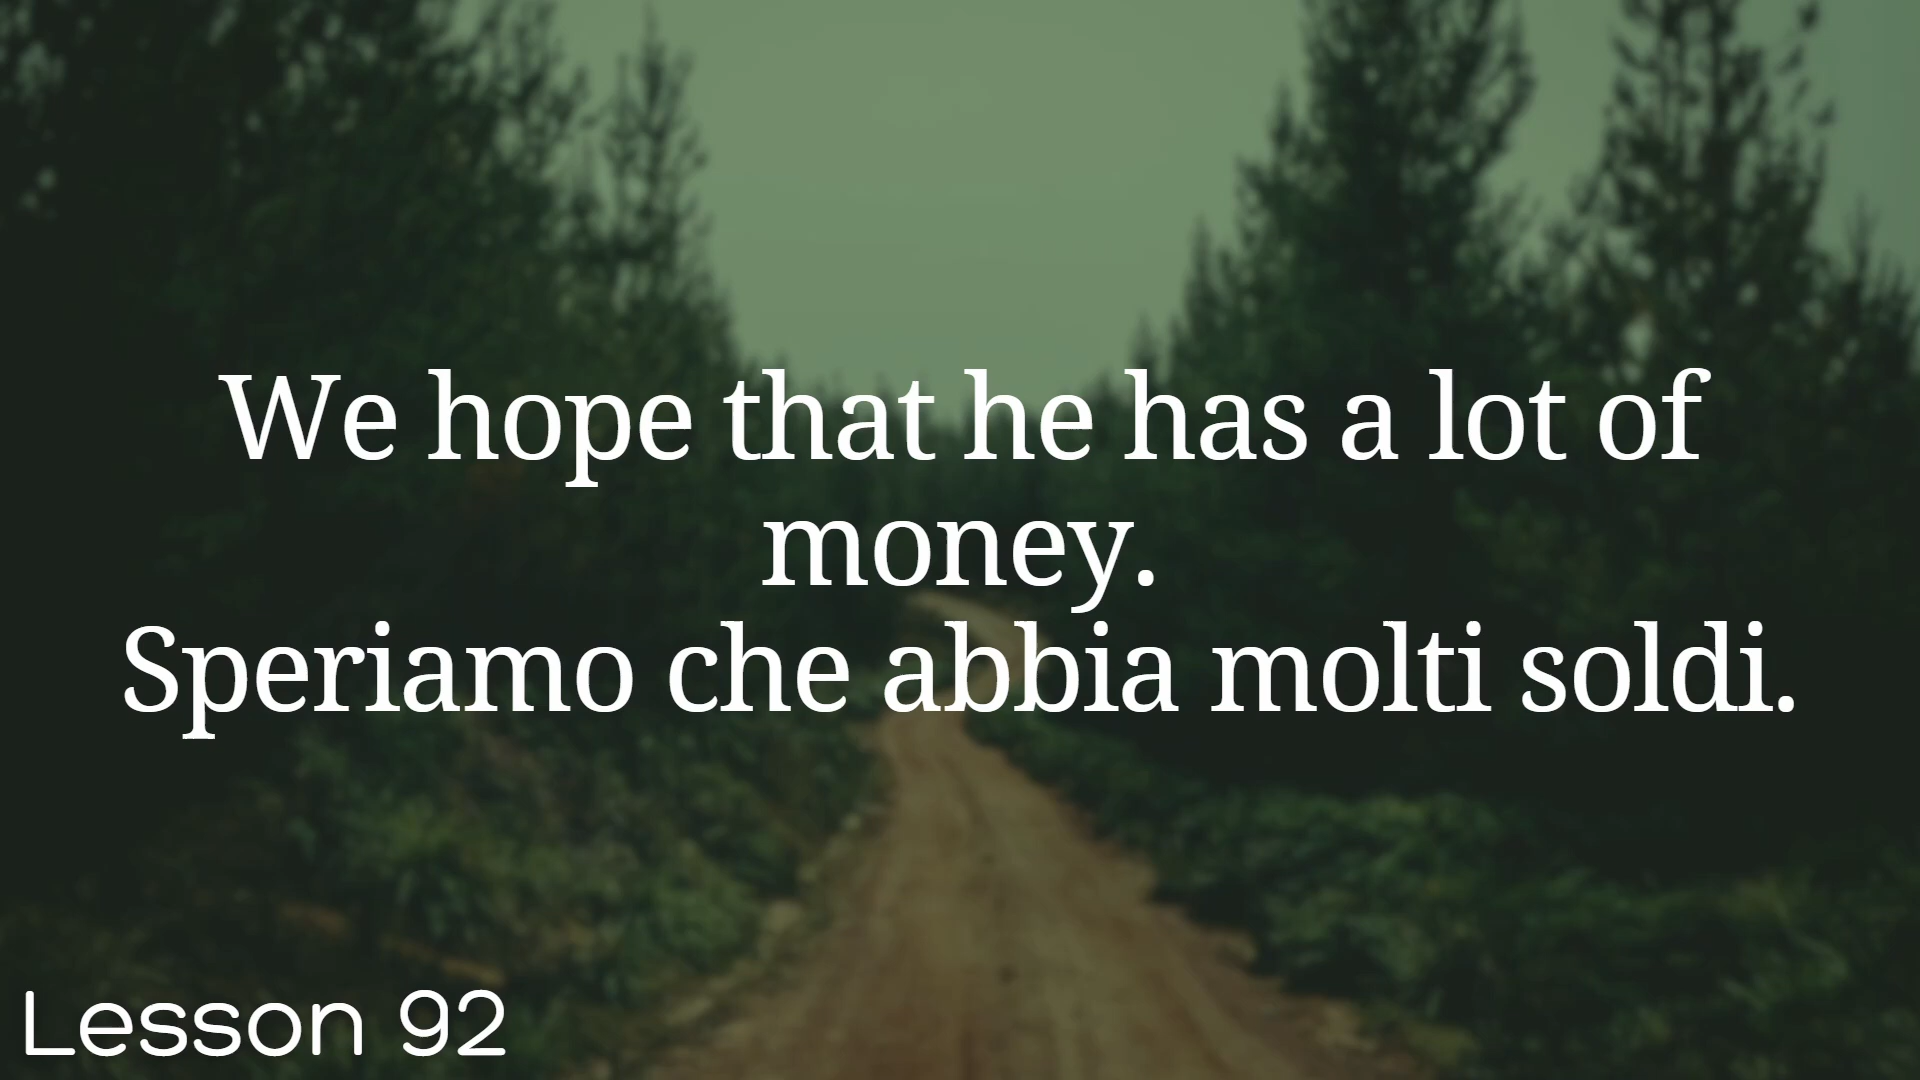 We hope that he has a lot of
money.
Speriamo che abbia molti soldi.
Lesson 92